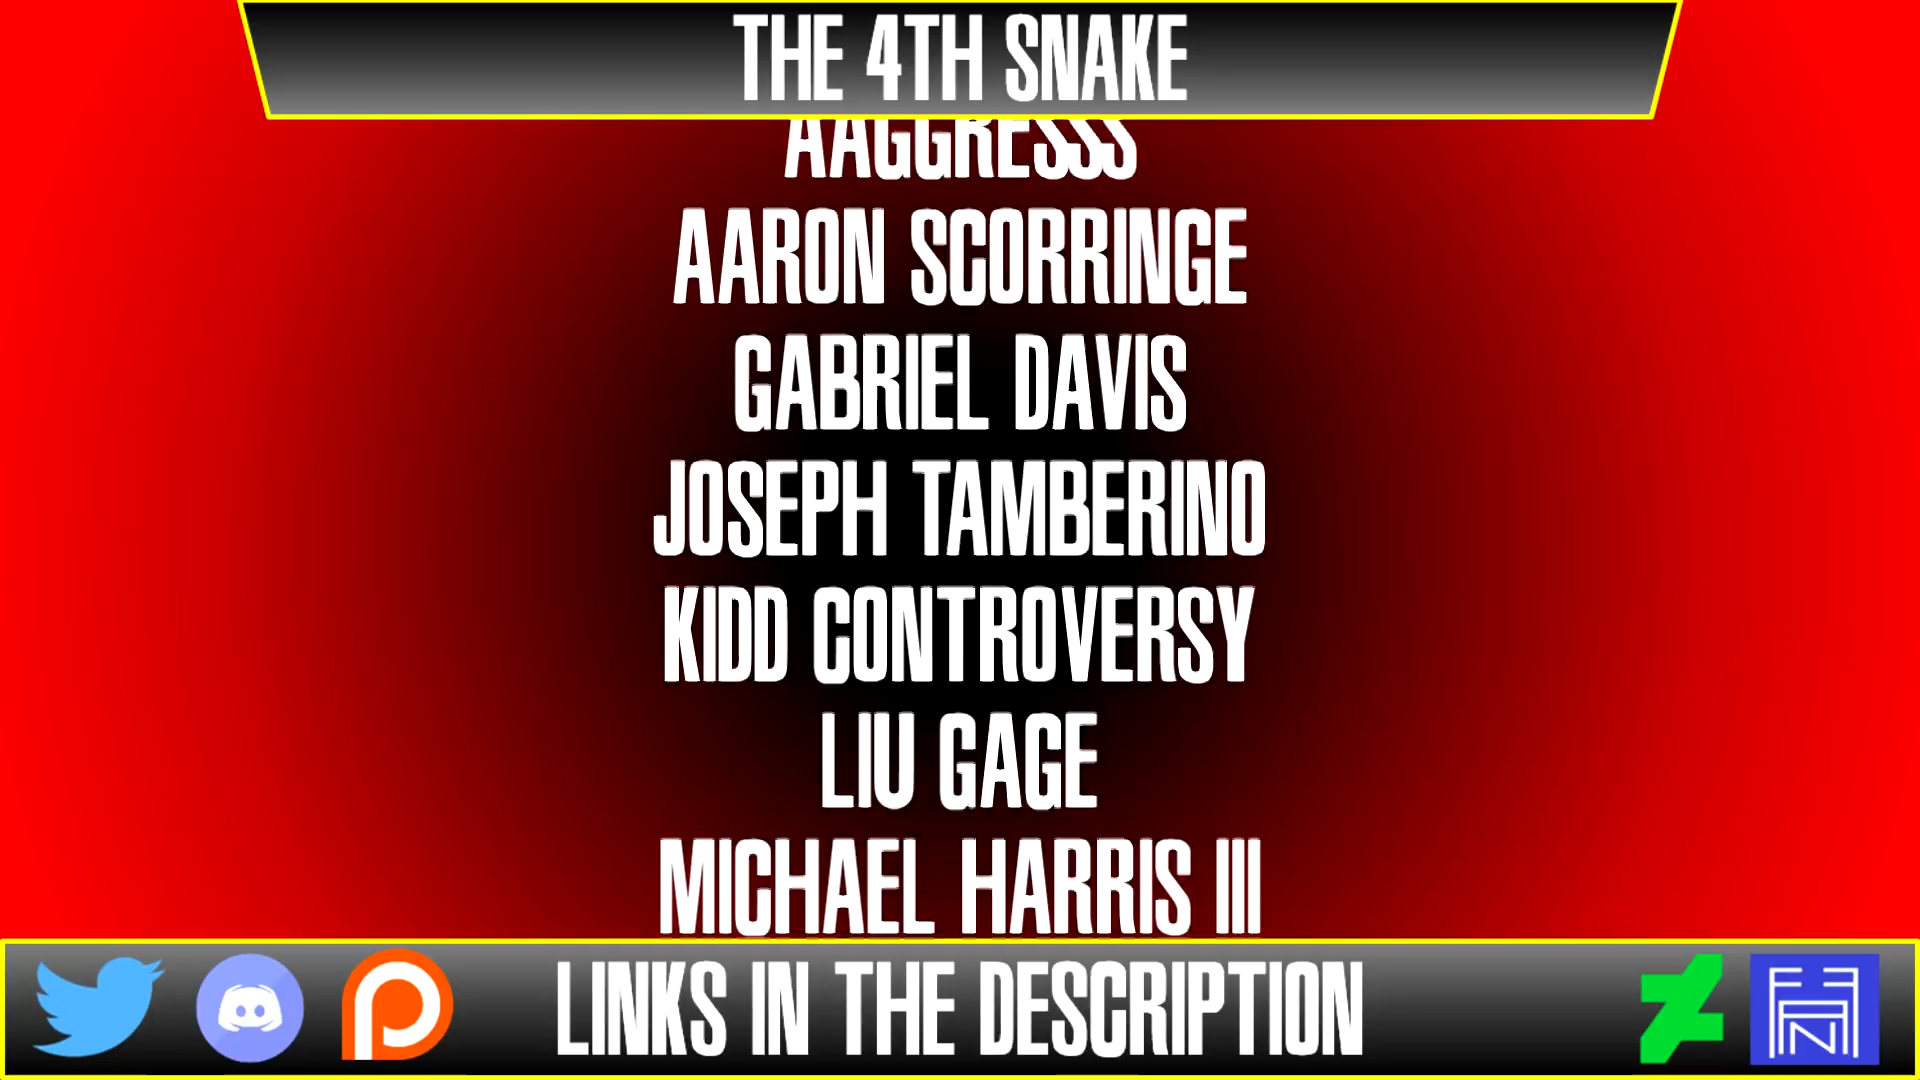 THE 4TH SNAKE
AAGGRESSS
AARON SCORRINGE
GABRIEL DAVIS
JOSEPH TAMBERINO
KIDD CONTROVERSY
LIU GAGE
MICHAEL HARRIS III
LINKS IN THE DESCRIPTION